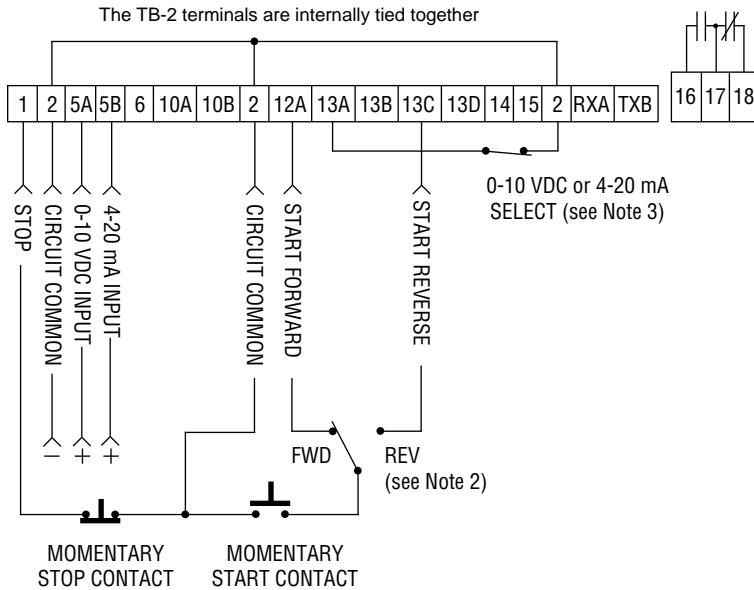 The TB-2 terminals are internally tied together
1 2 5A 5B 6 10A 10B 2 12A 13A 13B 13C 13D 14 15 2 RXA TXB
16 17 18
STOP
CIRCUIT COMMON
0-10 VDC INPUT
4-20 mA INPUT
CIRCUIT COMMON
START FORWARD
START REVERSE
0-10 VDC or 4-20 mA
SELECT (see Note 3)
– + +
FWD
REV
(see Note 2)
MOMENTARY
STOP CONTACT
MOMENTARY
START CONTACT